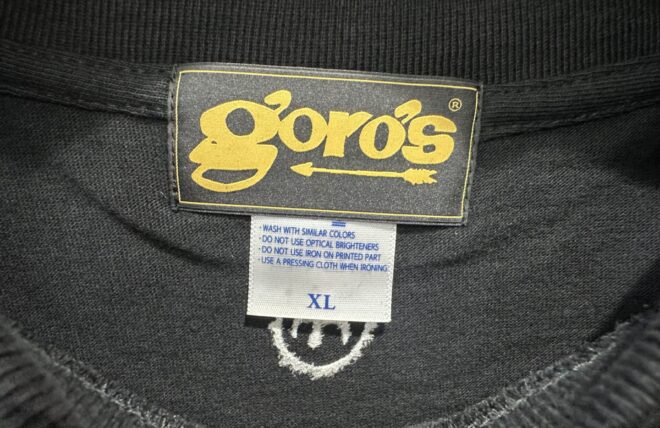 goro's®
· WASH WITH SIMILAR COLORS
· DO NOT USE OPTICAL BRIGHTENERS
· DO NOT USE IRON ON PRINTED PART
· USE A PRESSING CLOTH WHEN IRONING
XL